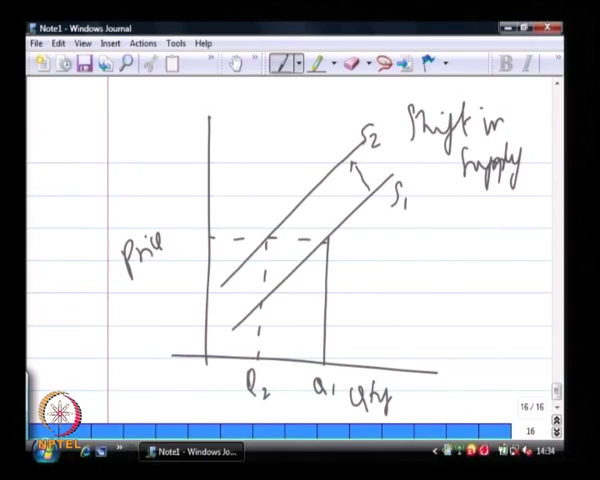 Note1 - Windows Journal
File Edit View Insert Actions Tools Help
B I
Shift in
Supply
S2
S1
Price
Q2 Q1 Qty
16 / 16
16
NPTEL
Note1 - Windows Jo...
14:34